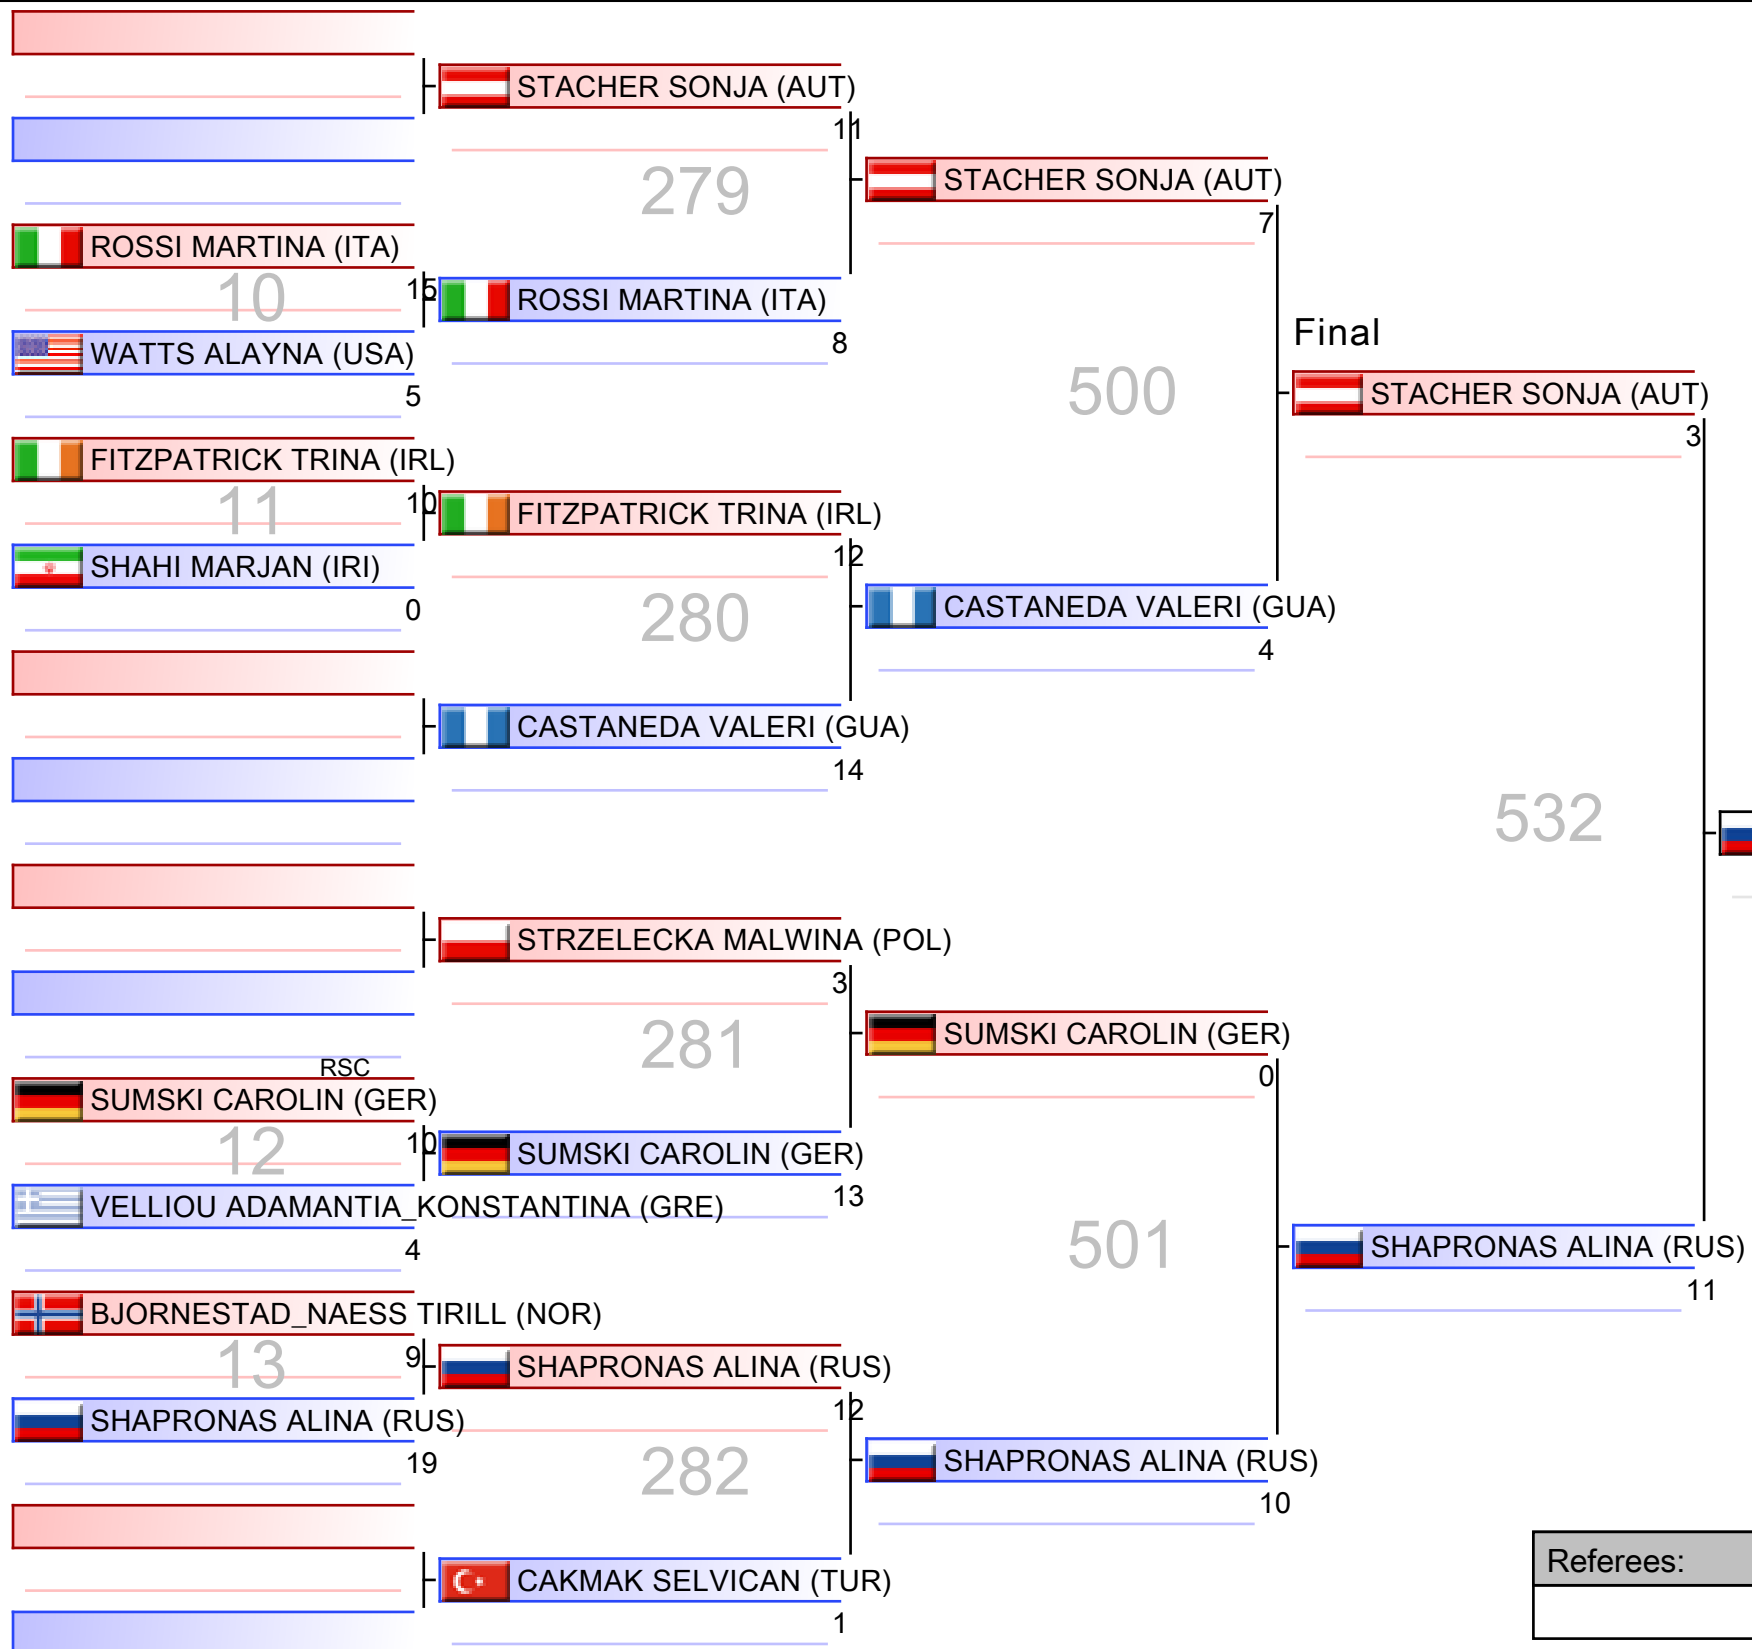 STACHER SONJA (AUT)
11
279
STACHER SONJA (AUT)
7
ROSSI MARTINA (ITA)
15
10
ROSSI MARTINA (ITA)
8
WATTS ALAYNA (USA)
5
Final
500
STACHER SONJA (AUT)
3
FITZPATRICK TRINA (IRL)
10
11
FITZPATRICK TRINA (IRL)
12
SHAHI MARJAN (IRI)
0
280
CASTANEDA VALERI (GUA)
4
CASTANEDA VALERI (GUA)
14
532
STRZELECKA MALWINA (POL)
3
281
SUMSKI CAROLIN (GER)
0
RSC
SUMSKI CAROLIN (GER)
10
12
SUMSKI CAROLIN (GER)
13
VELLIOU ADAMANTIA_KONSTANTINA (GRE)
4
501
SHAPRONAS ALINA (RUS)
11
BJORNESTAD_NAESS TIRILL (NOR)
9
13
SHAPRONAS ALINA (RUS)
12
SHAPRONAS ALINA (RUS)
19
282
SHAPRONAS ALINA (RUS)
10
CAKMAK SELVICAN (TUR)
1
Referees: